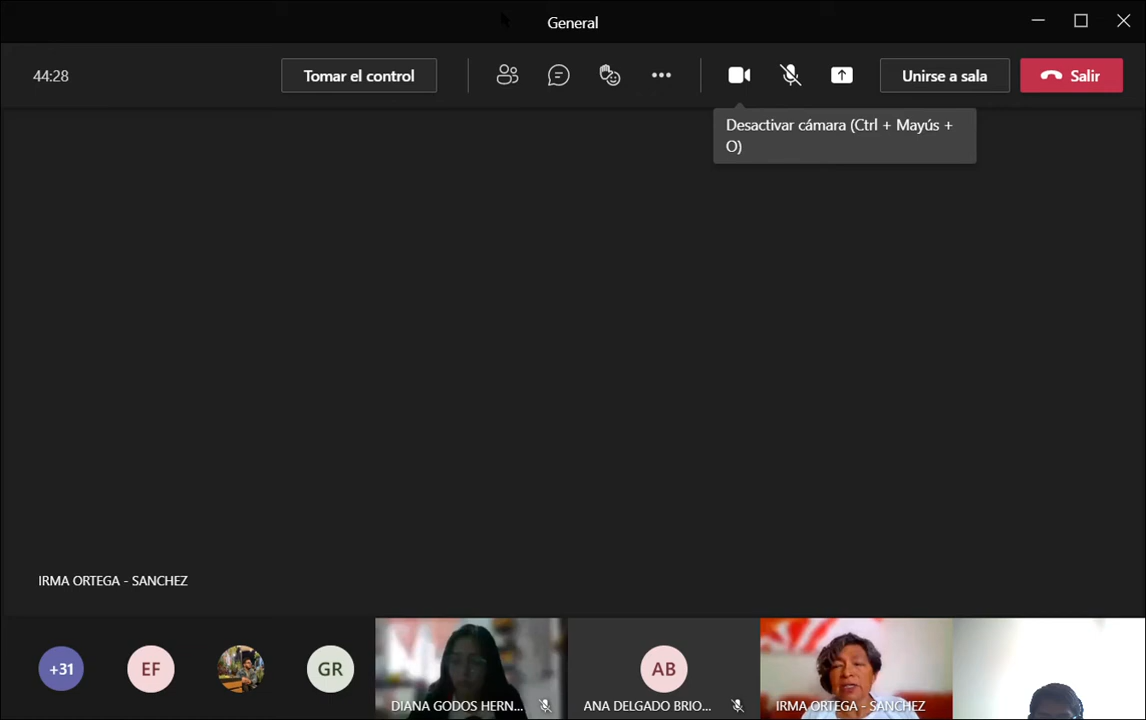 General
44:28
Tomar el control
Unirse a sala
Salir
Desactivar cámara (Ctrl + Mayús +
O)
IRMA ORTEGA - SANCHEZ
+31
EF
GR
AB
DIANA GODOS HERN...
ANA DELGADO BRIO...
IRMA ORTEGA - SANCHEZ